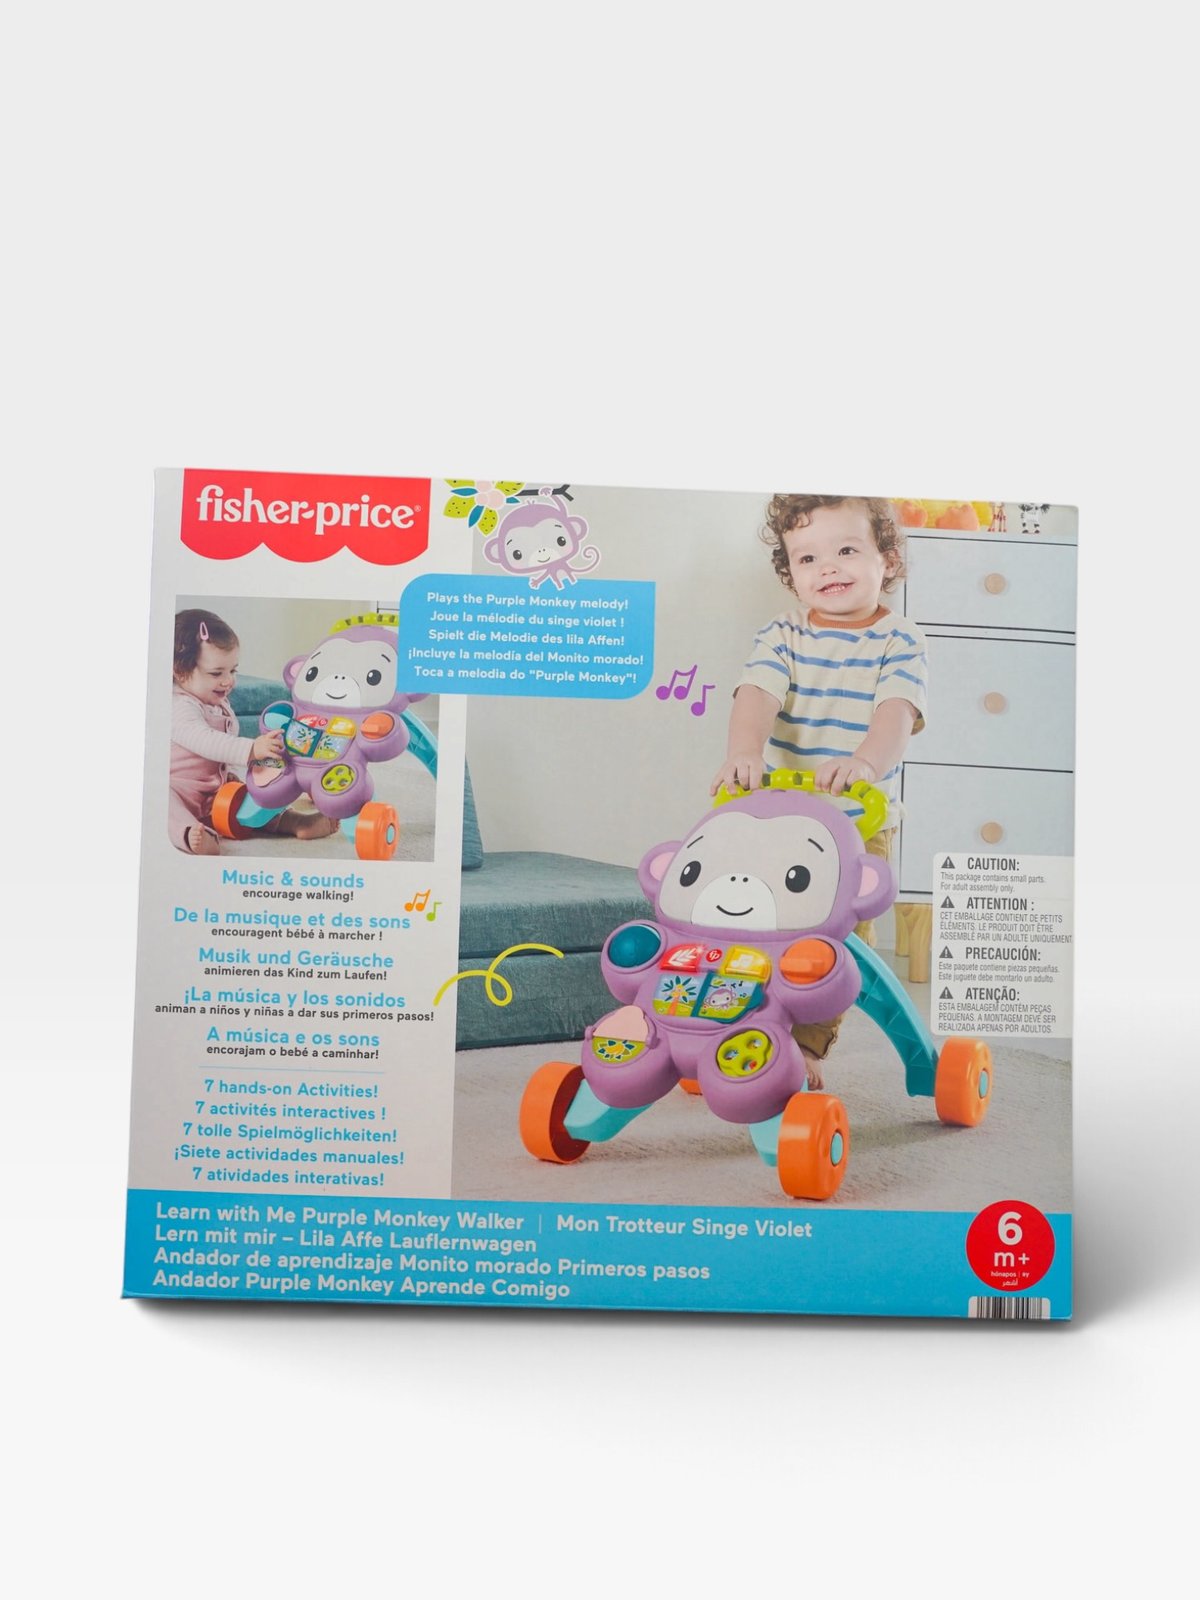 fisher-price®
Plays the Purple Monkey melody!
Joue la mélodie du singe violet !
Spielt die Melodie des lila Affen!
¡Incluye la melodía del Monito morado!
Toca a melodia do "Purple Monkey"!
Music & sounds
encourage walking!
De la musique et des sons
encouragent bébé à marcher !
Musik und Geräusche
animieren das Kind zum Laufen!
¡La música y los sonidos
animan a niños y niñas a dar sus primeros pasos!
A música e os sons
encorajam o bebé a caminhar!
7 hands-on Activities!
7 activités interactives !
7 tolle Spielmöglichkeiten!
¡Siete actividades manuales!
7 atividades interativas!
CAUTION:
This package contains small parts.
For adult assembly only.
ATTENTION :
CET EMBALLAGE CONTIENT DE PETITS
ÉLÉMENTS. LE PRODUIT DOIT ÊTRE
ASSEMBLÉ PAR UN ADULTE UNIQUEMENT.
PRECAUCIÓN:
Este paquete contiene piezas pequeñas.
Este juguete debe montarlo un adulto.
ATENÇÃO:
ESTA EMBALAGEM CONTÉM PEÇAS
PEQUENAS. A MONTAGEM DEVE SER
REALIZADA APENAS POR ADULTOS.
Learn with Me Purple Monkey Walker | Mon Trotteur Singe Violet
Lern mit mir – Lila Affe Lauflernwagen
Andador de aprendizaje Monito morado Primeros pasos
Andador Purple Monkey Aprende Comigo
6
m+
hónapos | ay
أشهر
fp